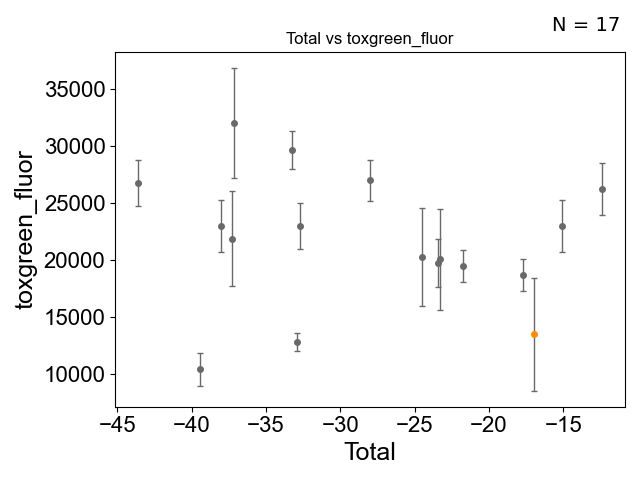 N = 17
Total vs toxgreen_fluor
35000
30000
25000
20000
15000
10000
toxgreen_fluor
−45 −40 −35 −30 −25 −20 −15
Total